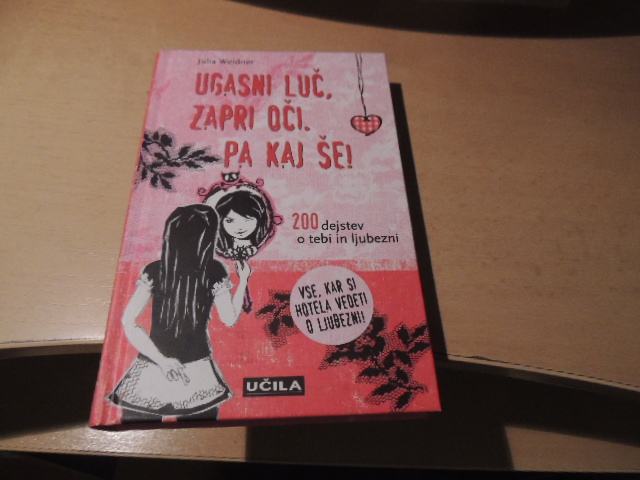 Julia Weidner
UGASNI LUČ,
ZAPRI OČI.
PA KAJ ŠE!
200 dejstev
o tebi in ljubezni
VSE, KAR SI
HOTELA VEDETI
O LJUBEZNI!
UČILA